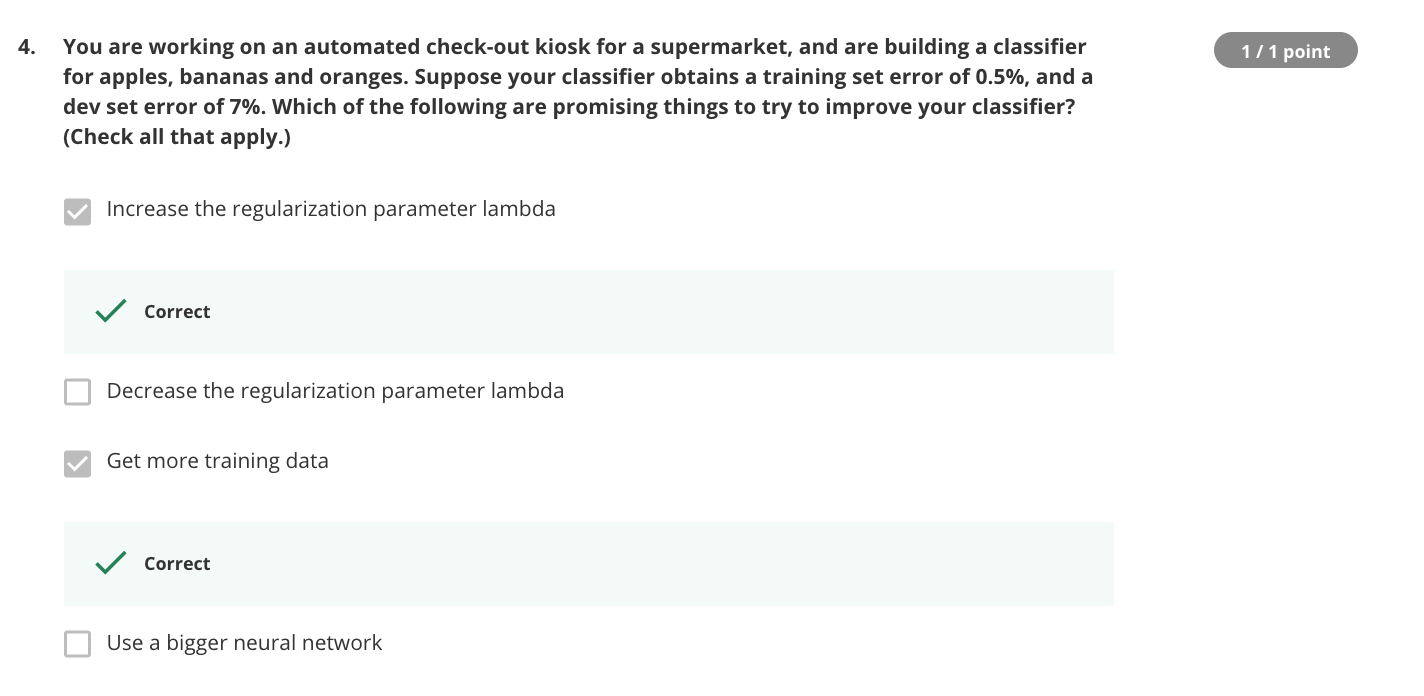 4. You are working on an automated check-out kiosk for a supermarket, and are building a classifier
for apples, bananas and oranges. Suppose your classifier obtains a training set error of 0.5%, and a
dev set error of 7%. Which of the following are promising things to try to improve your classifier?
(Check all that apply.)
1 / 1 point
Increase the regularization parameter lambda
Correct
Decrease the regularization parameter lambda
Get more training data
Correct
Use a bigger neural network